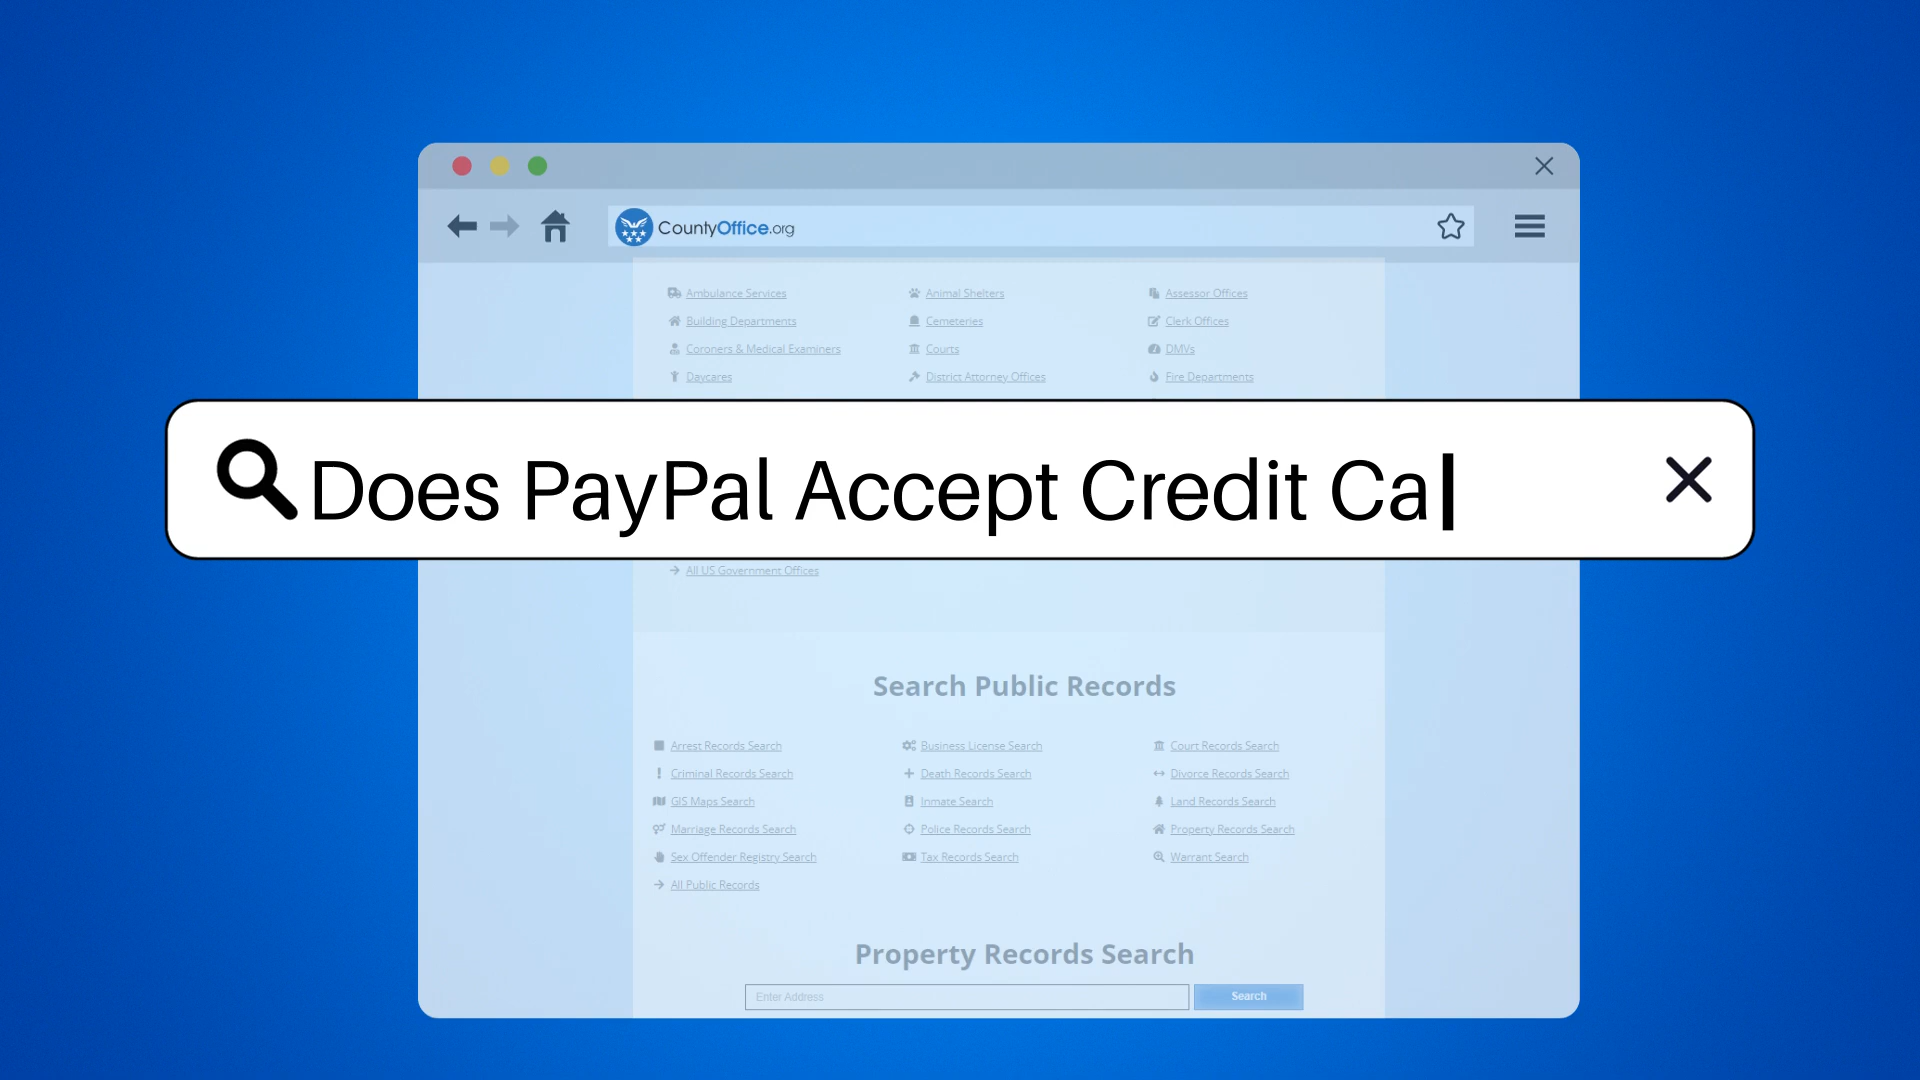 CountyOffice.org
Ambulance Services Animal Shelters Assessor Offices
Building Departments Cemeteries Clerk Offices
Coroners & Medical Examiners Courts DMVs
Daycares District Attorney Offices Fire Departments
Does PayPal Accept Credit Ca
All US Government Offices
Search Public Records
Arrest Records Search Business License Search Court Records Search
Criminal Records Search Death Records Search Divorce Records Search
GIS Maps Search Inmate Search Land Records Search
Marriage Records Search Police Records Search Property Records Search
Sex Offender Registry Search Tax Records Search Warrant Search
All Public Records
Property Records Search
Enter Address Search